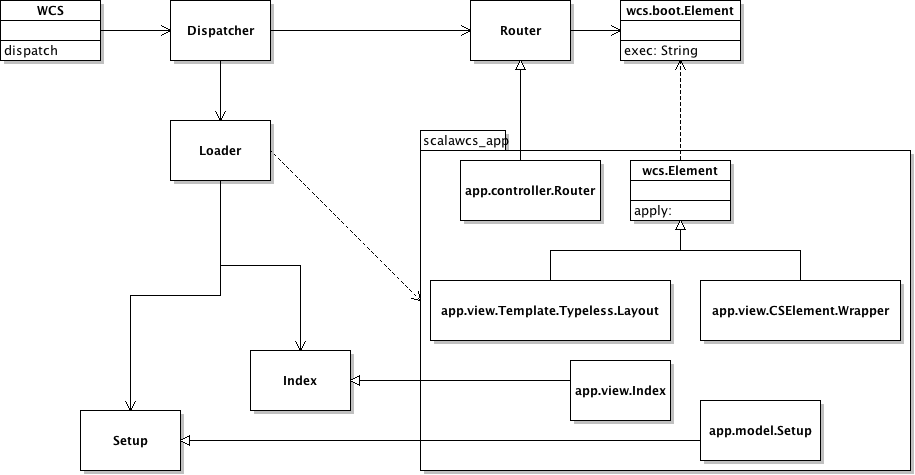 WCS
dispatch
Dispatcher
Router
wcs.boot.Element
exec: String
Loader
scalawcs_app
app.controller.Router
wcs.Element
apply:
app.view.Template.Typeless.Layout
app.view.CSElement.Wrapper
Index
app.view.Index
Setup
app.model.Setup